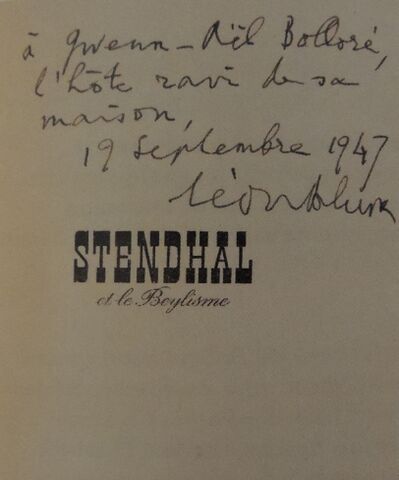 à Gwenn-Aël Bolloré,
l'hôte ravi de sa
maison,
19 Septembre 1947
Léon Blum
STENDHAL
et le Beylisme